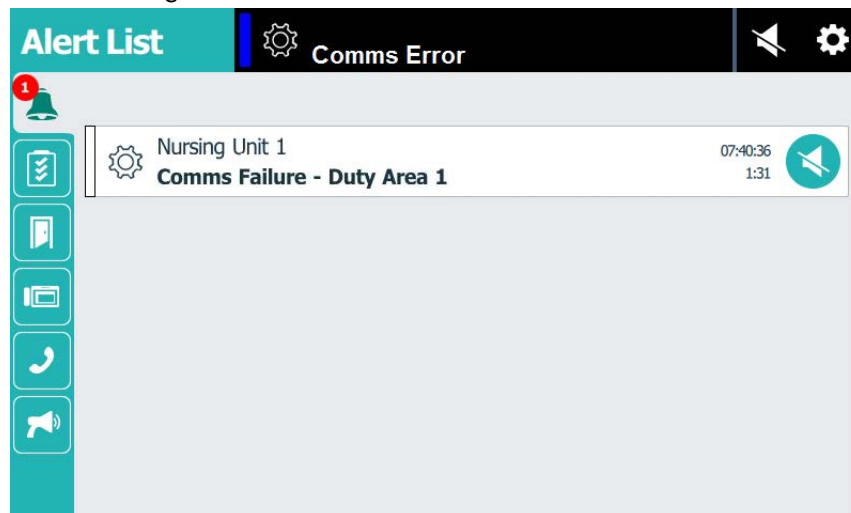 Alert List
Comms Error
1
Nursing Unit 1
07:40:36
Comms Failure - Duty Area 1
1:31